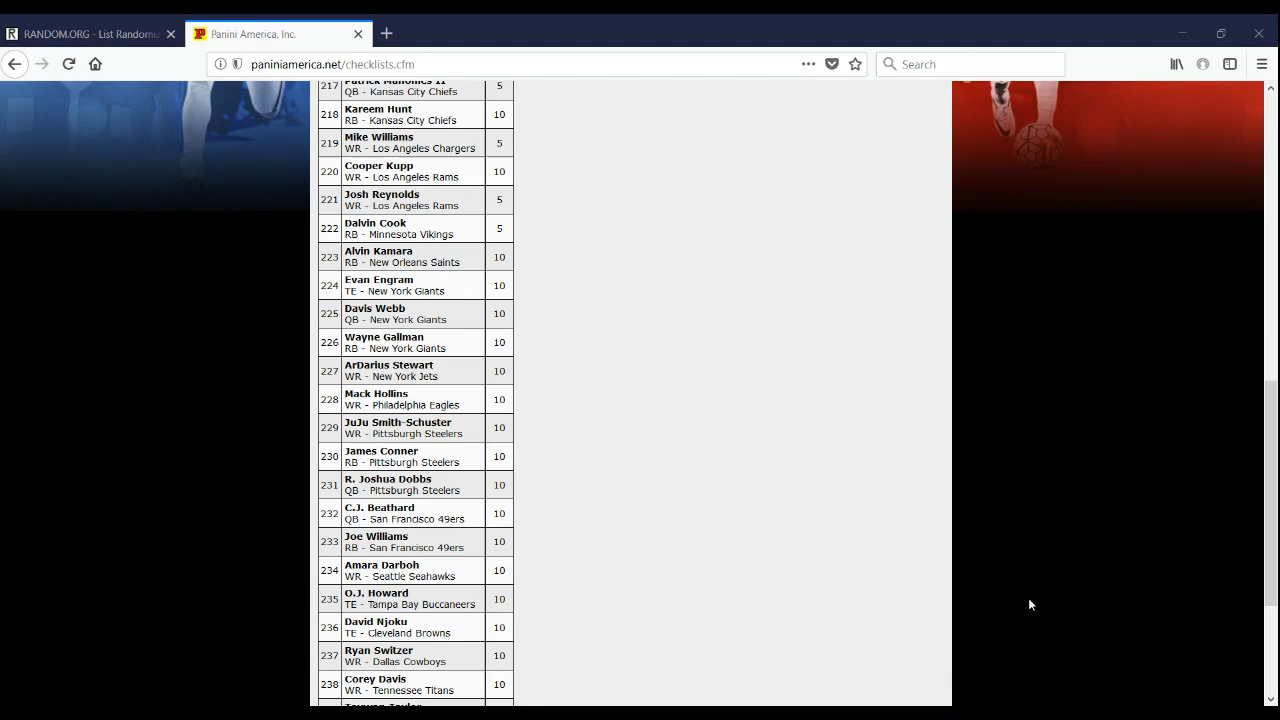 RANDOM.ORG - List Randomi
Panini America, Inc.
paniniamerica.net/checklists.cfm
Search
217 Patrick Mahomes II 5
QB - Kansas City Chiefs
218 Kareem Hunt 10
RB - Kansas City Chiefs
219 Mike Williams 5
WR - Los Angeles Chargers
220 Cooper Kupp 10
WR - Los Angeles Rams
221 Josh Reynolds 5
WR - Los Angeles Rams
222 Dalvin Cook 5
RB - Minnesota Vikings
223 Alvin Kamara 10
RB - New Orleans Saints
224 Evan Engram 10
TE - New York Giants
225 Davis Webb 10
QB - New York Giants
226 Wayne Gallman 10
RB - New York Giants
227 ArDarius Stewart 10
WR - New York Jets
228 Mack Hollins 10
WR - Philadelphia Eagles
229 JuJu Smith-Schuster 10
WR - Pittsburgh Steelers
230 James Conner 10
RB - Pittsburgh Steelers
231 R. Joshua Dobbs 10
QB - Pittsburgh Steelers
232 C.J. Beathard 10
QB - San Francisco 49ers
233 Joe Williams 10
RB - San Francisco 49ers
234 Amara Darboh 10
WR - Seattle Seahawks
235 O.J. Howard 10
TE - Tampa Bay Buccaneers
236 David Njoku 10
TE - Cleveland Browns
237 Ryan Switzer 10
WR - Dallas Cowboys
238 Corey Davis 10
WR - Tennessee Titans